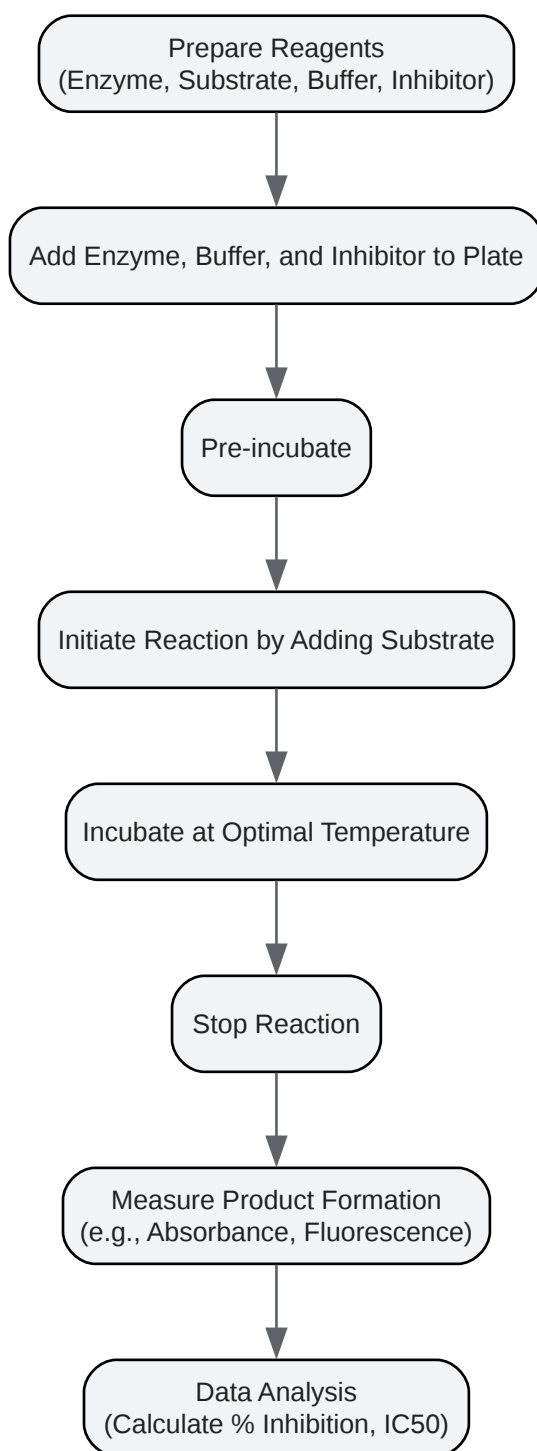 Prepare Reagents
(Enzyme, Substrate, Buffer, Inhibitor)
Add Enzyme, Buffer, and Inhibitor to Plate
Pre-incubate
Initiate Reaction by Adding Substrate
Incubate at Optimal Temperature
Stop Reaction
Measure Product Formation
(e.g., Absorbance, Fluorescence)
Data Analysis
(Calculate % Inhibition, IC50)